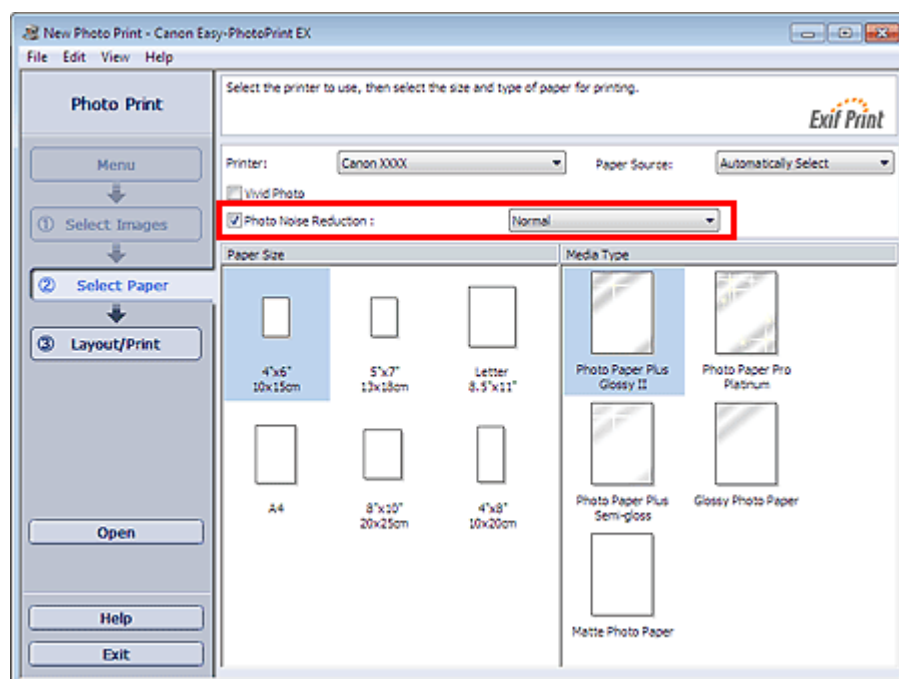 New Photo Print - Canon Easy-PhotoPrint EX
File Edit View Help
Photo Print
Select the printer to use, then select the size and type of paper for printing.
Exif Print
Menu
① Select Images
② Select Paper
③ Layout/Print
Open
Help
Exit
Printer: Canon XXXX Paper Source: Automatically Select
Vivid Photo
Photo Noise Reduction : Normal
Paper Size
4"x6"
10x15cm
5"x7"
13x18cm
Letter
8.5"x11"
A4
8"x10"
20x25cm
4"x8"
10x20cm
Media Type
Photo Paper Plus
Glossy II
Photo Paper Pro
Platinum
Photo Paper Plus
Semi-gloss
Glossy Photo Paper
Matte Photo Paper